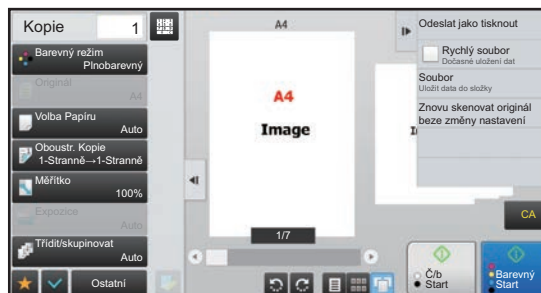 Kopie 1
Barevný režim
Plnobarevný
Originál
A4
Volba Papíru
Auto
Oboustr. Kopie
1-Stranně→1-Stranně
Měřítko
100%
Expozice
Auto
Třídit/skupinovat
Auto
Ostatní
A4
A4
Image
1/7
Odeslat jako tisknout
Rychlý soubor
Dočasné uložení dat
Soubor
Uložit data do složky
Znovu skenovat originál
beze změny nastavení
CA
Č/b
Start
Barevný
Start